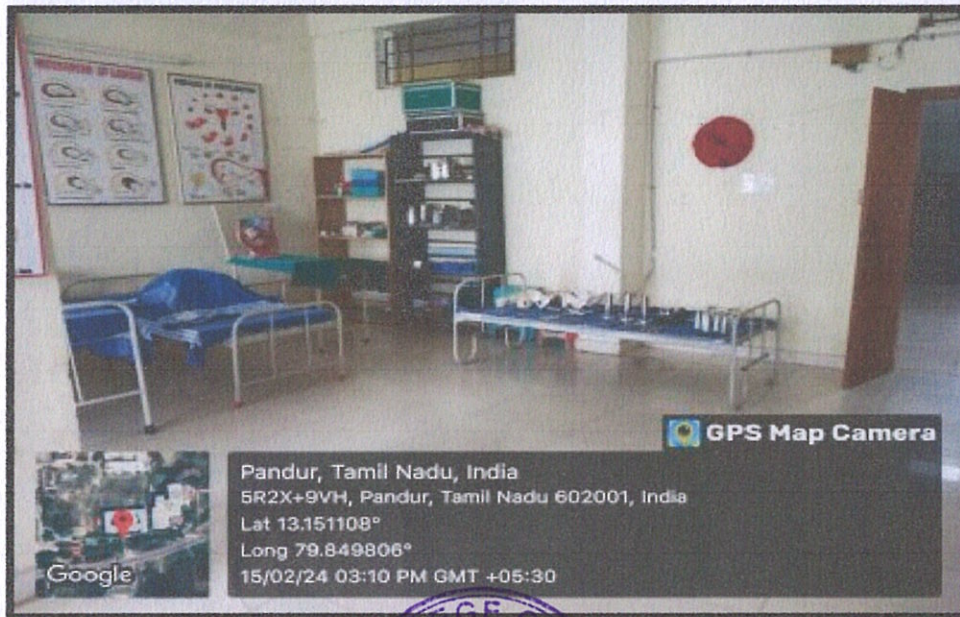 GPS Map Camera
Pandur, Tamil Nadu, India
5R2X+9VH, Pandur, Tamil Nadu 602001, India
Lat 13.151108°
Long 79.849806°
15/02/24 03:10 PM GMT +05:30
Google